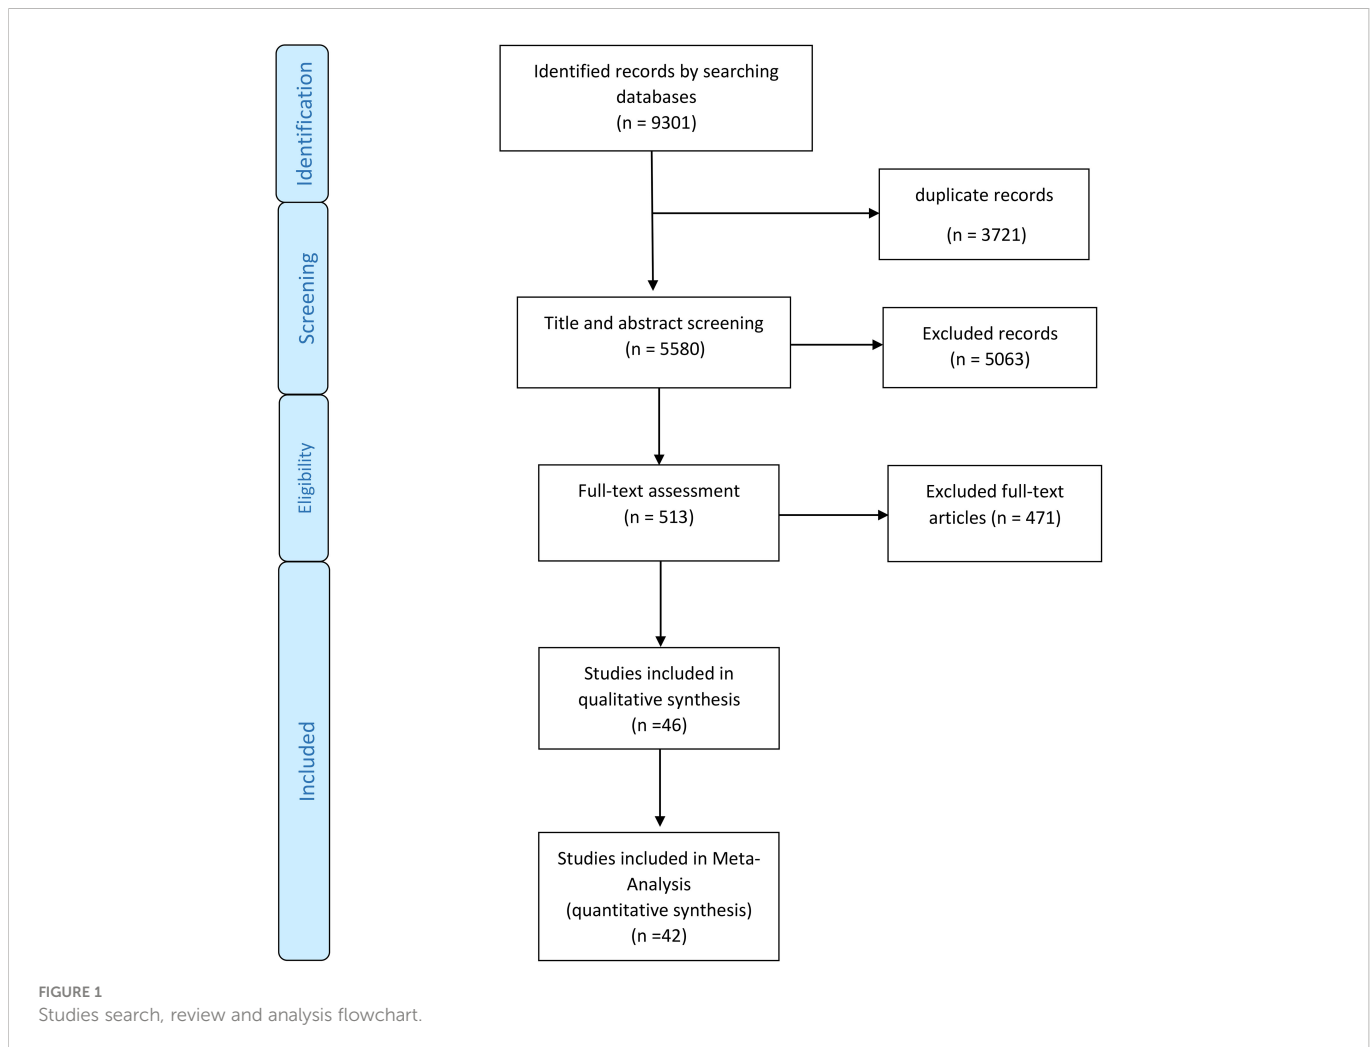 Identification
Identified records by searching
databases
(n = 9301)
duplicate records
(n = 3721)
Screening
Title and abstract screening
(n = 5580)
Excluded records
(n = 5063)
Eligibility
Full-text assessment
(n = 513)
Excluded full-text
articles (n = 471)
Included
Studies included in
qualitative synthesis
(n =46)
Studies included in Meta-
Analysis
(quantitative synthesis)
(n =42)
FIGURE 1
Studies search, review and analysis flowchart.